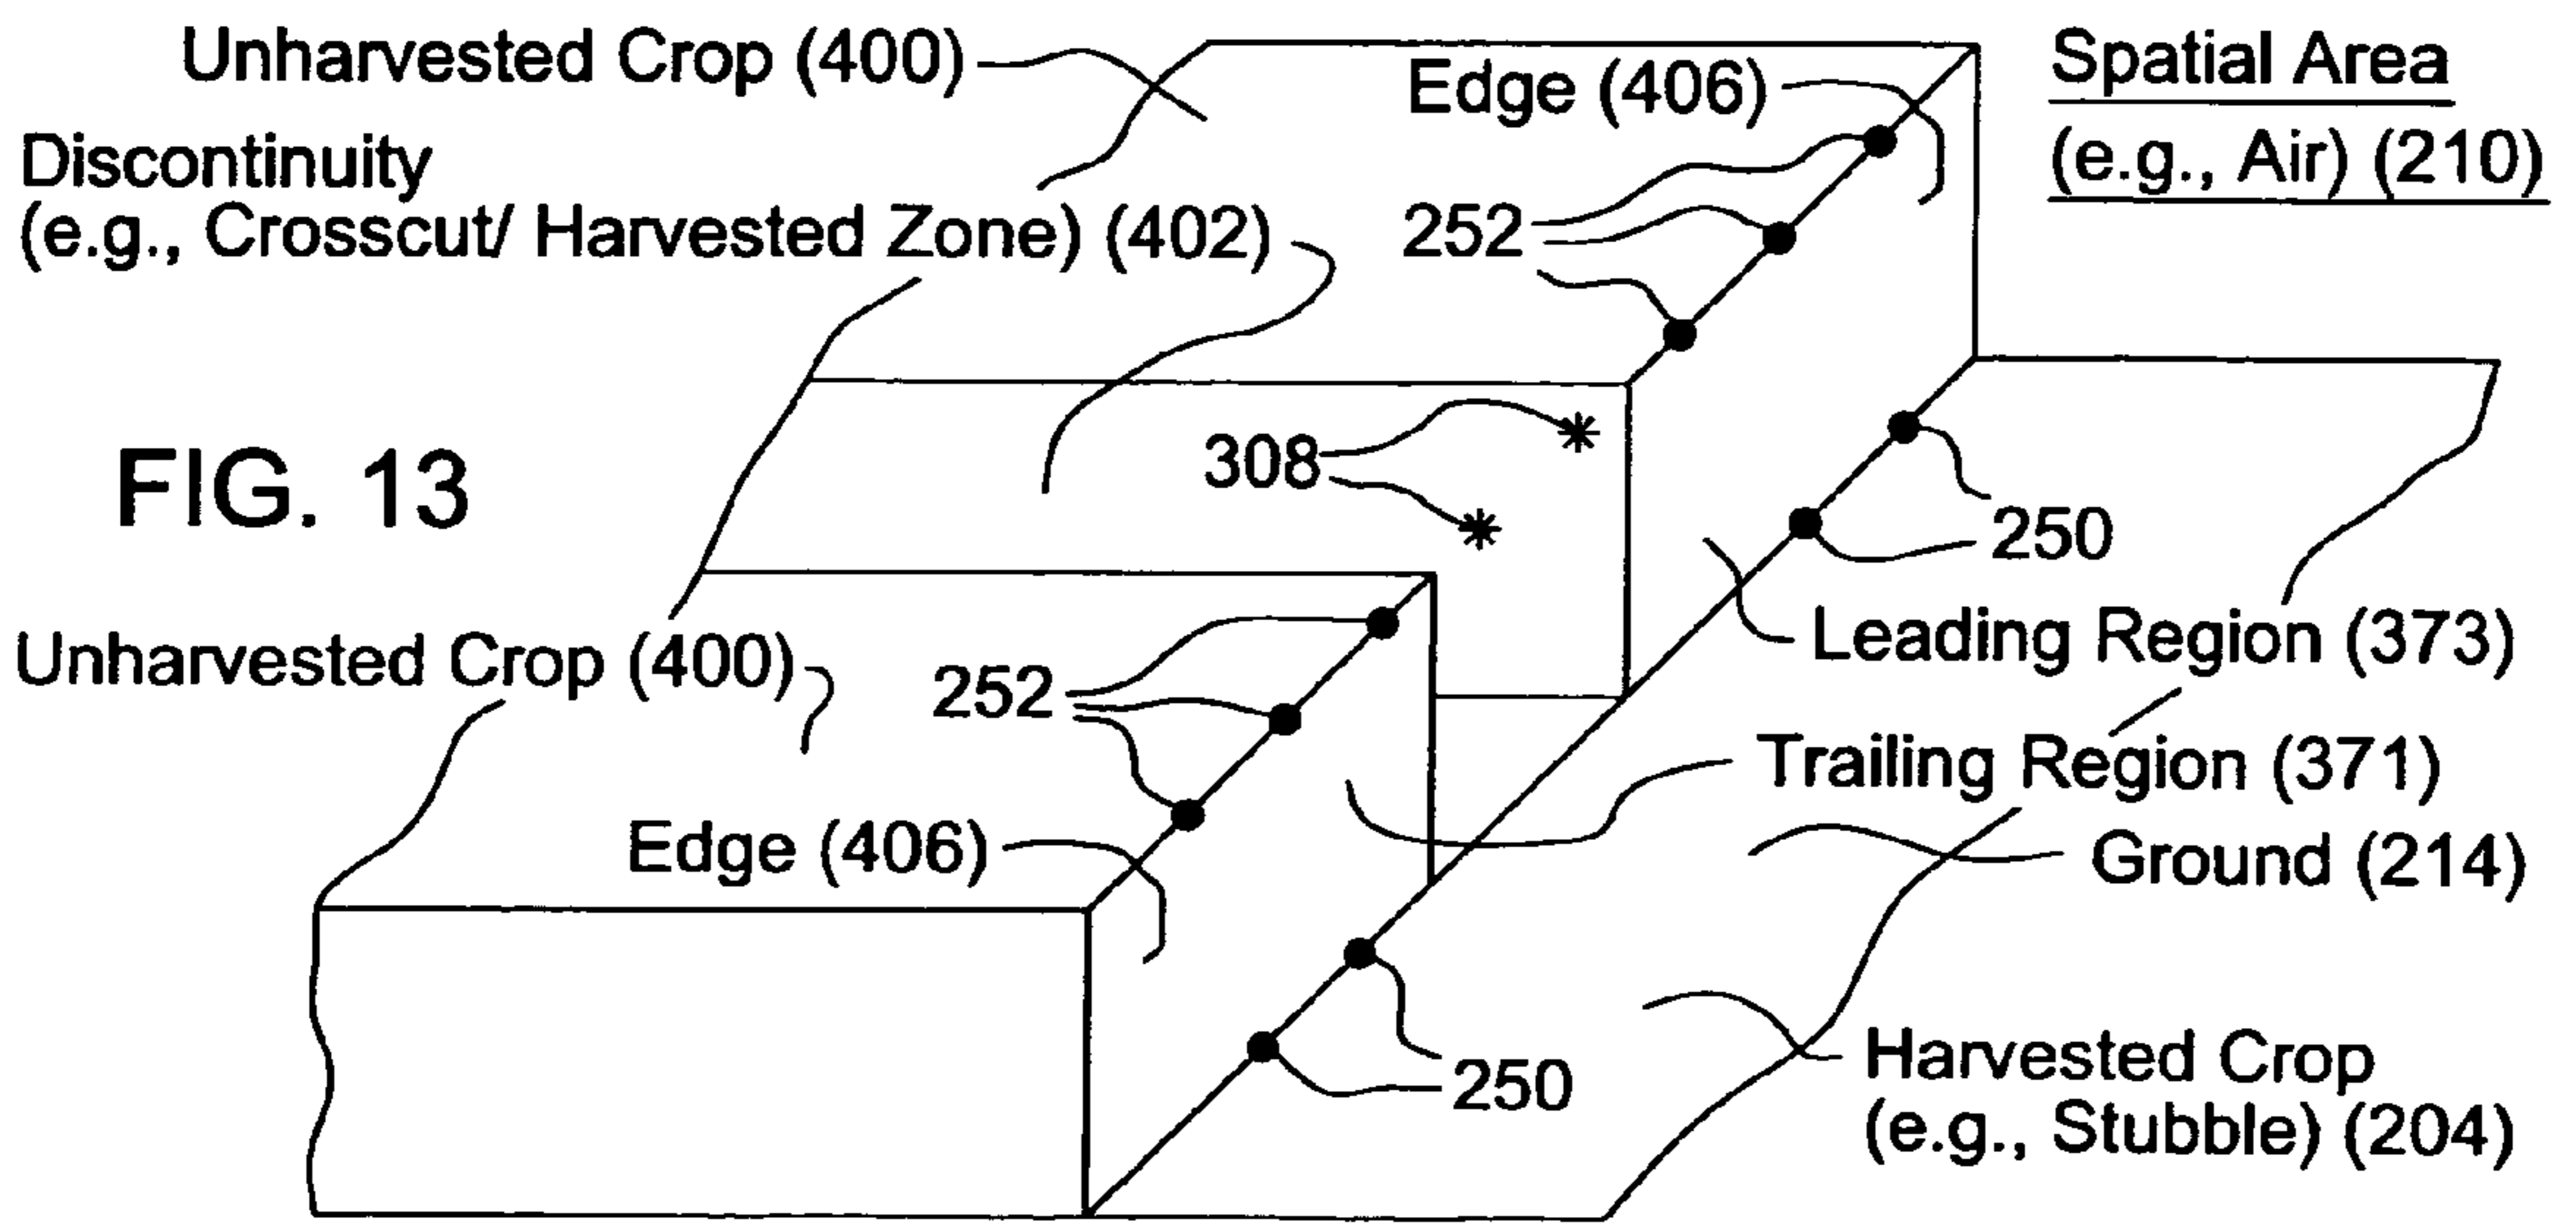 Unharvested Crop (400)
Edge (406)
Spatial Area
(e.g., Air) (210)
Discontinuity
(e.g., Crosscut/ Harvested Zone) (402)
252
FIG. 13
308
250
Leading Region (373)
Unharvested Crop (400)
252
Trailing Region (371)
Edge (406)
Ground (214)
250
Harvested Crop
(e.g., Stubble) (204)